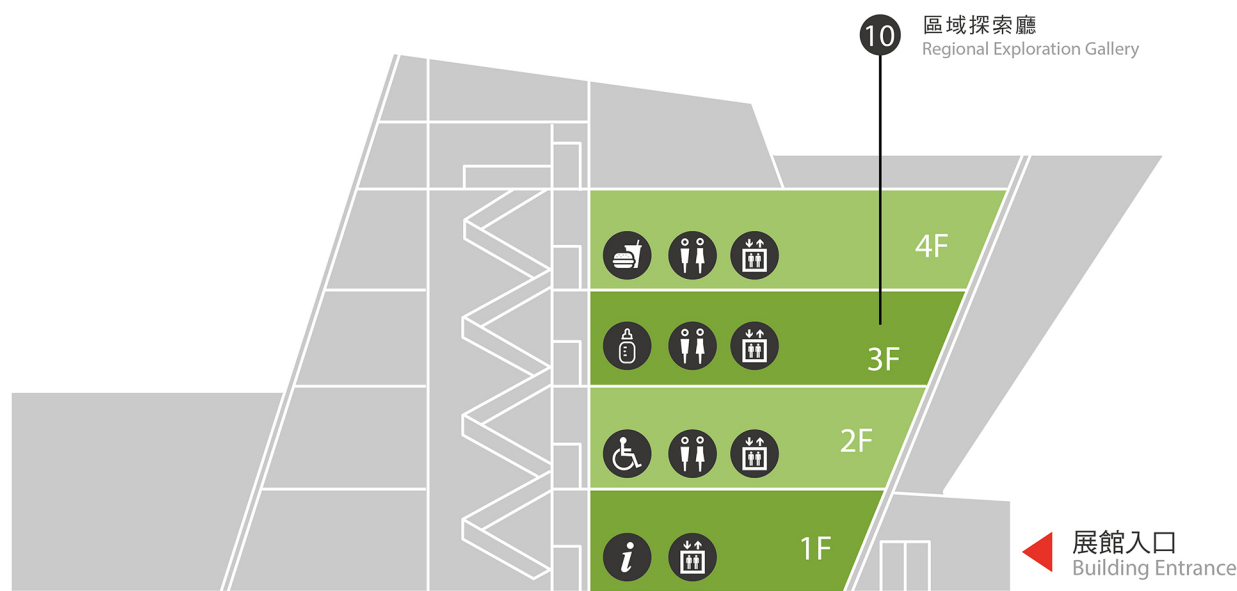 10
區域探索廳
Regional Exploration Gallery
4F
3F
2F
i
1F
展館入口
Building Entrance